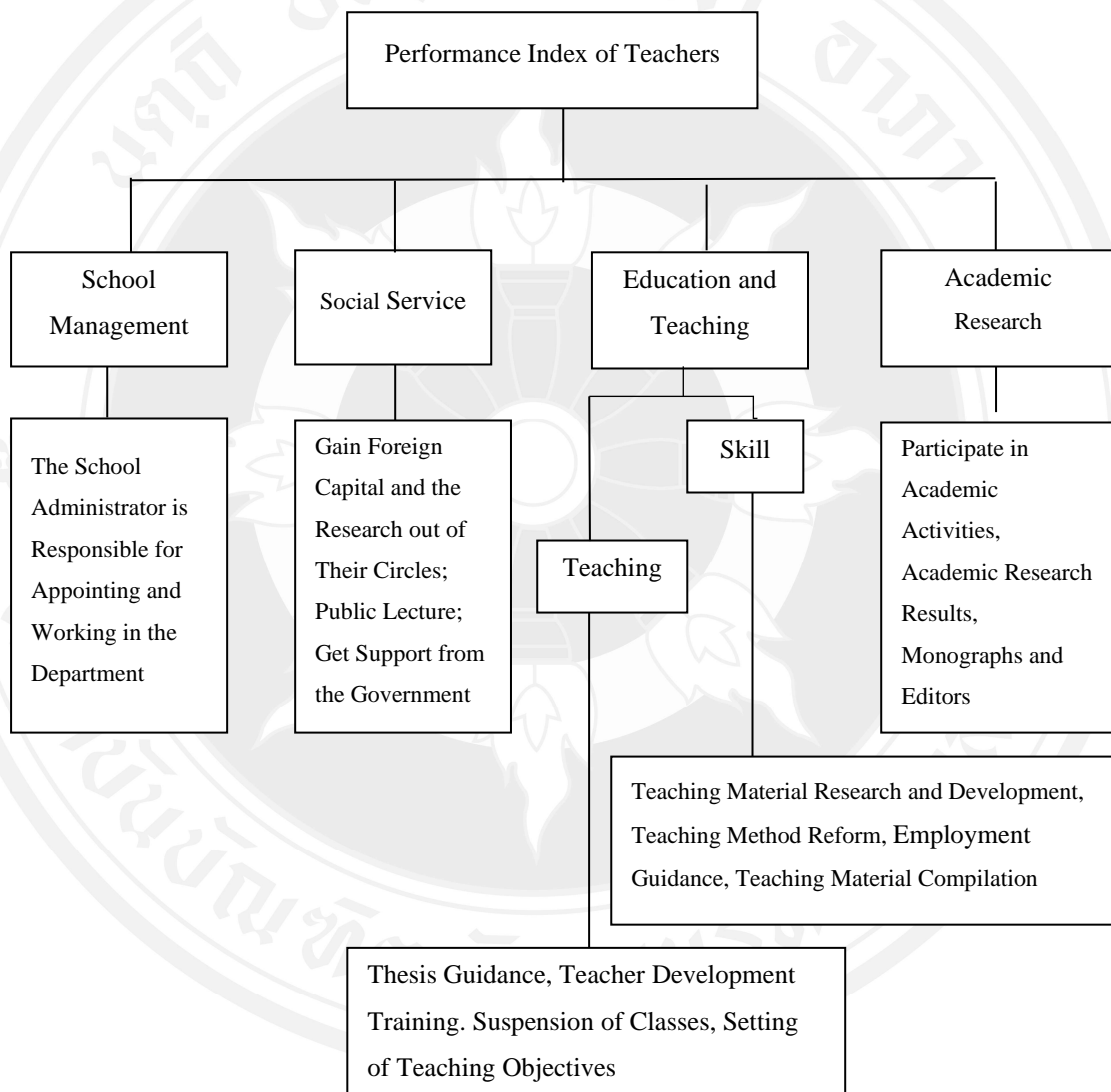 Performance Index of Teachers
School
Management
Social Service
Education and
Teaching
Academic
Research
The School
Administrator is
Responsible for
Appointing and
Working in the
Department
Gain Foreign
Capital and the
Research out of
Their Circles;
Public Lecture;
Get Support from
the Government
Skill
Teaching
Participate in
Academic
Activities,
Academic Research
Results,
Monographs and
Editors
Teaching Material Research and Development,
Teaching Method Reform, Employment
Guidance, Teaching Material Compilation
Thesis Guidance, Teacher Development
Training. Suspension of Classes, Setting
of Teaching Objectives